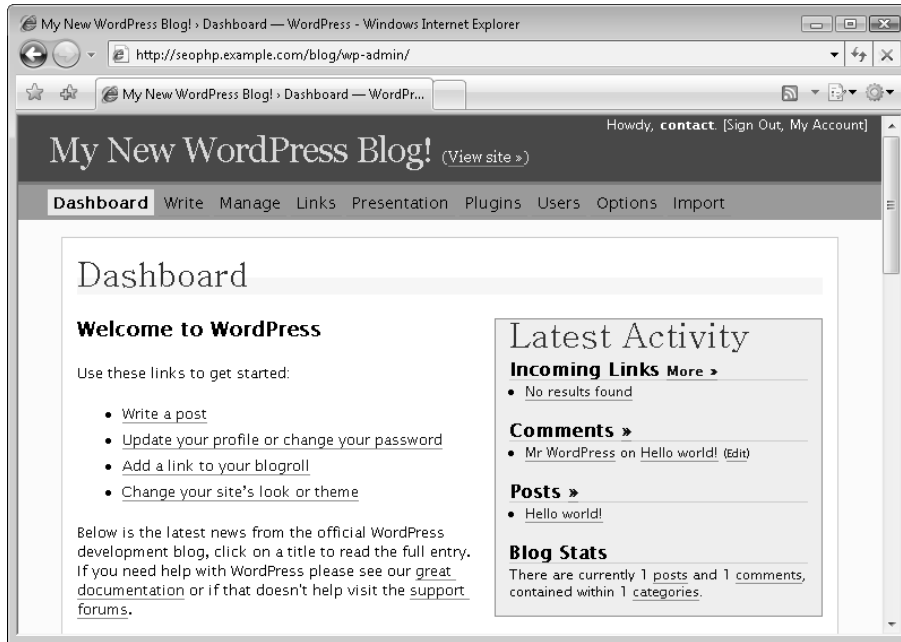 My New WordPress Blog! › Dashboard — WordPress - Windows Internet Explorer
http://seophp.example.com/blog/wp-admin/
My New WordPress Blog! › Dashboard — WordPr...
Howdy, contact. [Sign Out, My Account]
My New WordPress Blog! (View site »)
Dashboard Write Manage Links Presentation Plugins Users Options Import
Dashboard
Welcome to WordPress
Use these links to get started:
• Write a post
• Update your profile or change your password
• Add a link to your blogroll
• Change your site's look or theme
Below is the latest news from the official WordPress
development blog, click on a title to read the full entry.
If you need help with WordPress please see our great
documentation or if that doesn't help visit the support
forums.
Latest Activity
Incoming Links More »
• No results found
Comments »
• Mr WordPress on Hello world! (Edit)
Posts »
• Hello world!
Blog Stats
There are currently 1 posts and 1 comments,
contained within 1 categories.